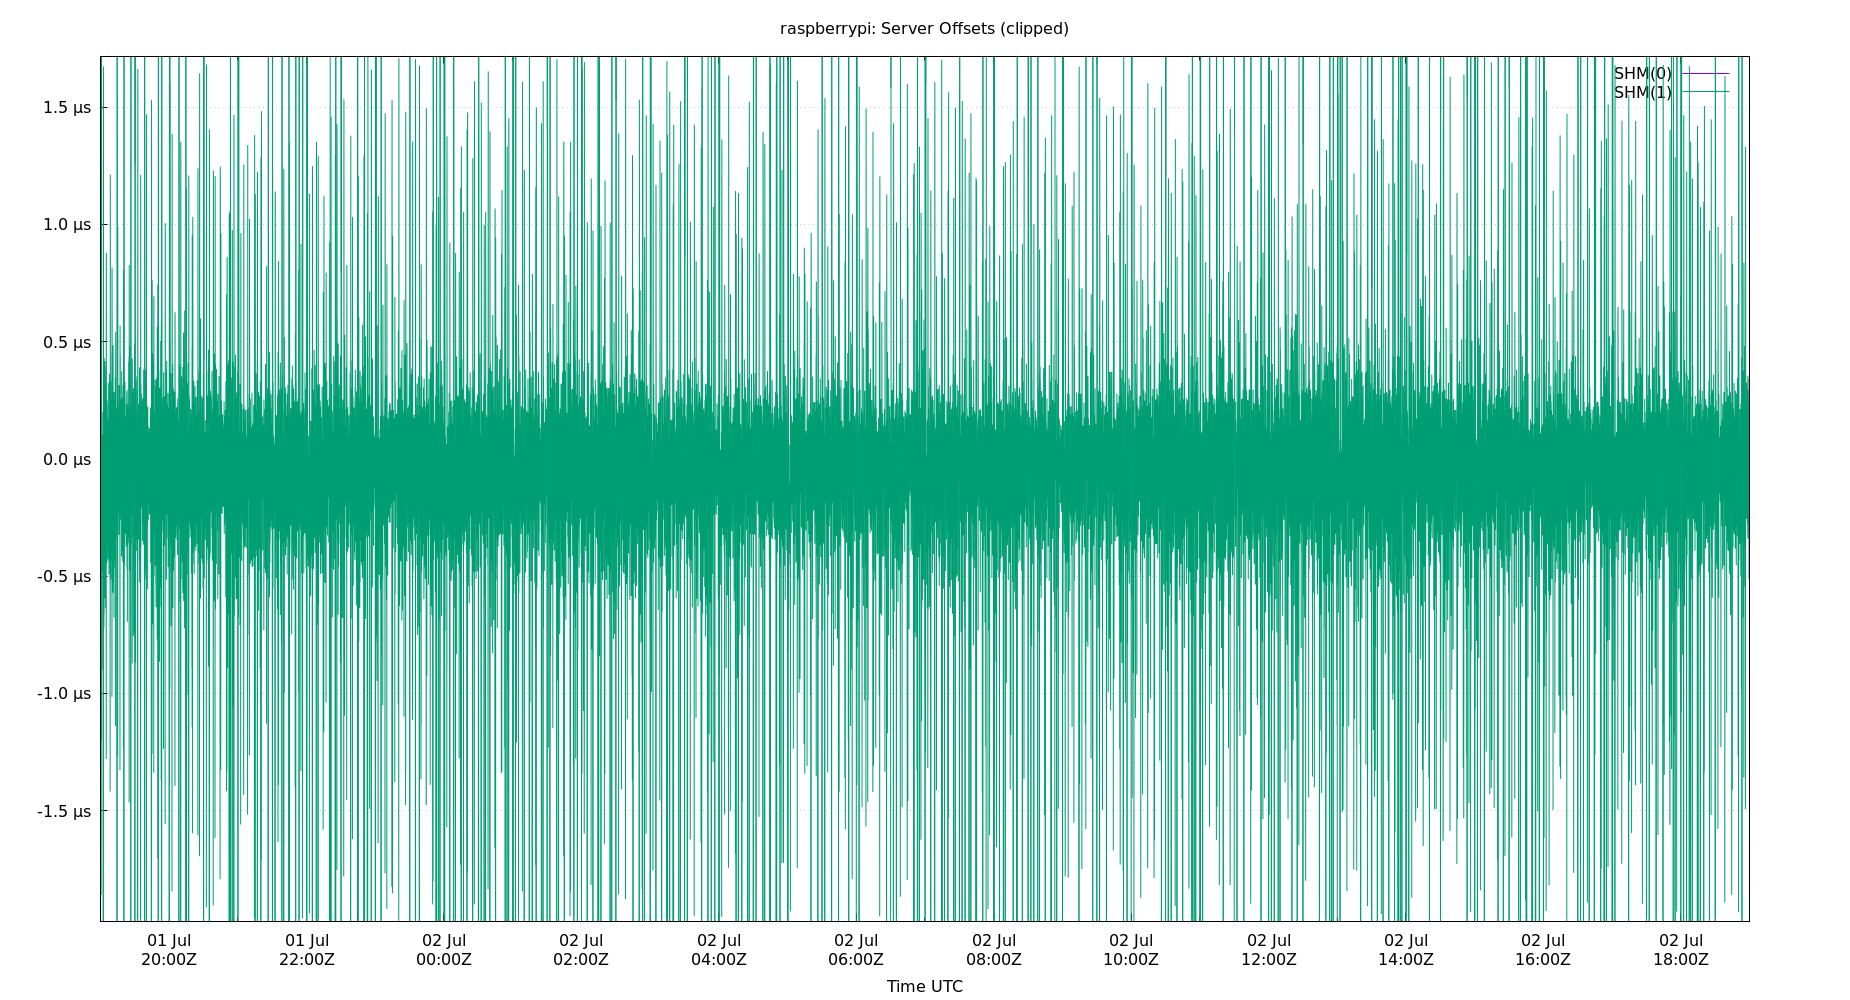 raspberrypi: Server Offsets (clipped)
SHM(0)
SHM(1)
1.5 µs
1.0 µs
0.5 µs
0.0 µs
-0.5 µs
-1.0 µs
-1.5 µs
01 Jul 01 Jul 02 Jul 02 Jul 02 Jul 02 Jul 02 Jul 02 Jul 02 Jul 02 Jul 02 Jul 02 Jul
20:00Z 22:00Z 00:00Z 02:00Z 04:00Z 06:00Z 08:00Z 10:00Z 12:00Z 14:00Z 16:00Z 18:00Z
Time UTC